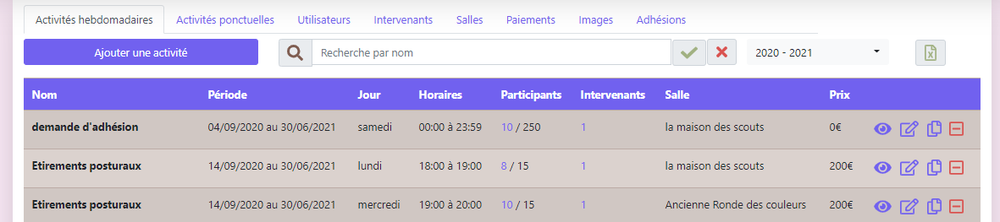 Activités hebdomadaires Activités ponctuelles Utilisateurs Intervenants Salles Paiements Images Adhésions
Ajouter une activité Recherche par nom 2020 - 2021
Nom Période Jour Horaires Participants Intervenants Salle Prix
demande d'adhésion 04/09/2020 au 30/06/2021 samedi 00:00 à 23:59 10 / 250 1 la maison des scouts 0€
Etirements posturaux 14/09/2020 au 30/06/2021 lundi 18:00 à 19:00 8 / 15 1 la maison des scouts 200€
Etirements posturaux 14/09/2020 au 30/06/2021 mercredi 19:00 à 20:00 10 / 15 1 Ancienne Ronde des couleurs 200€